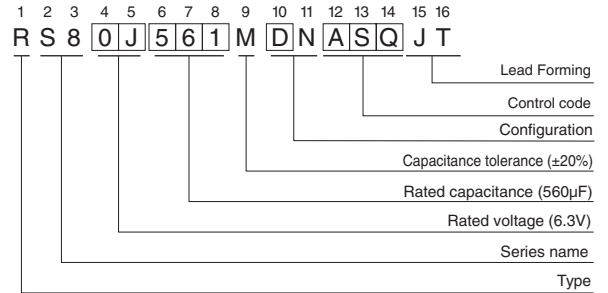 1 2 3 4 5 6 7 8 9 10 11 12 13 14 15 16
R S 8 0 J 5 6 1 M D N A S Q J T
Lead Forming
Control code
Configuration
Capacitance tolerance (±20%)
Rated capacitance (560µF)
Rated voltage (6.3V)
Series name
Type